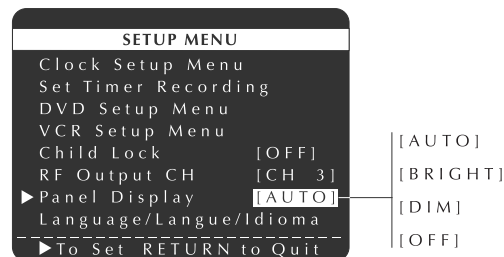 SETUP MENU
Clock Setup Menu
Set Timer Recording
DVD Setup Menu
VCR Setup Menu
Child Lock [OFF]
RF Output CH [CH 3]
▶Panel Display [AUTO]
Language/Langue/Idioma
▶To Set RETURN to Quit
[AUTO]
[BRIGHT]
[DIM]
[OFF]